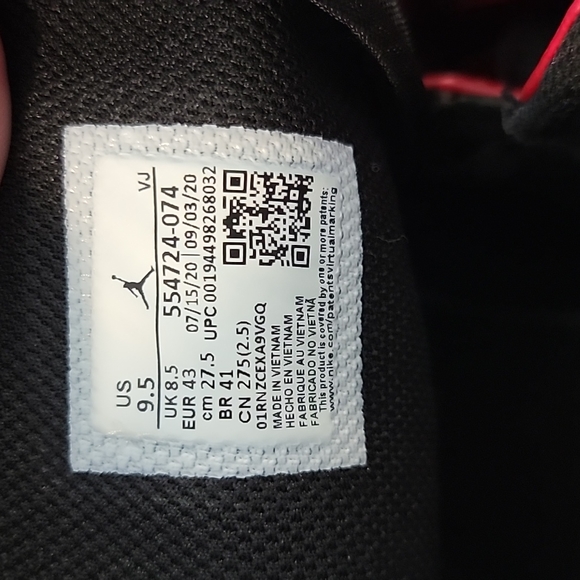 US VJ
9.5
UK 8.5 554724-074
EUR 43 07/15/20 | 09/03/20
cm 27.5 UPC 00194498268032
BR 41
CN 275(2.5)
01RNZCEXA9VGQ
MADE IN VIETNAM
HECHO EN VIETNAM
FABRIQUE AU VIETNAM
FABRICADO NO VIETNÃ
This product is covered by one or more patents:
www.nike.com/patentsvirtualmarking